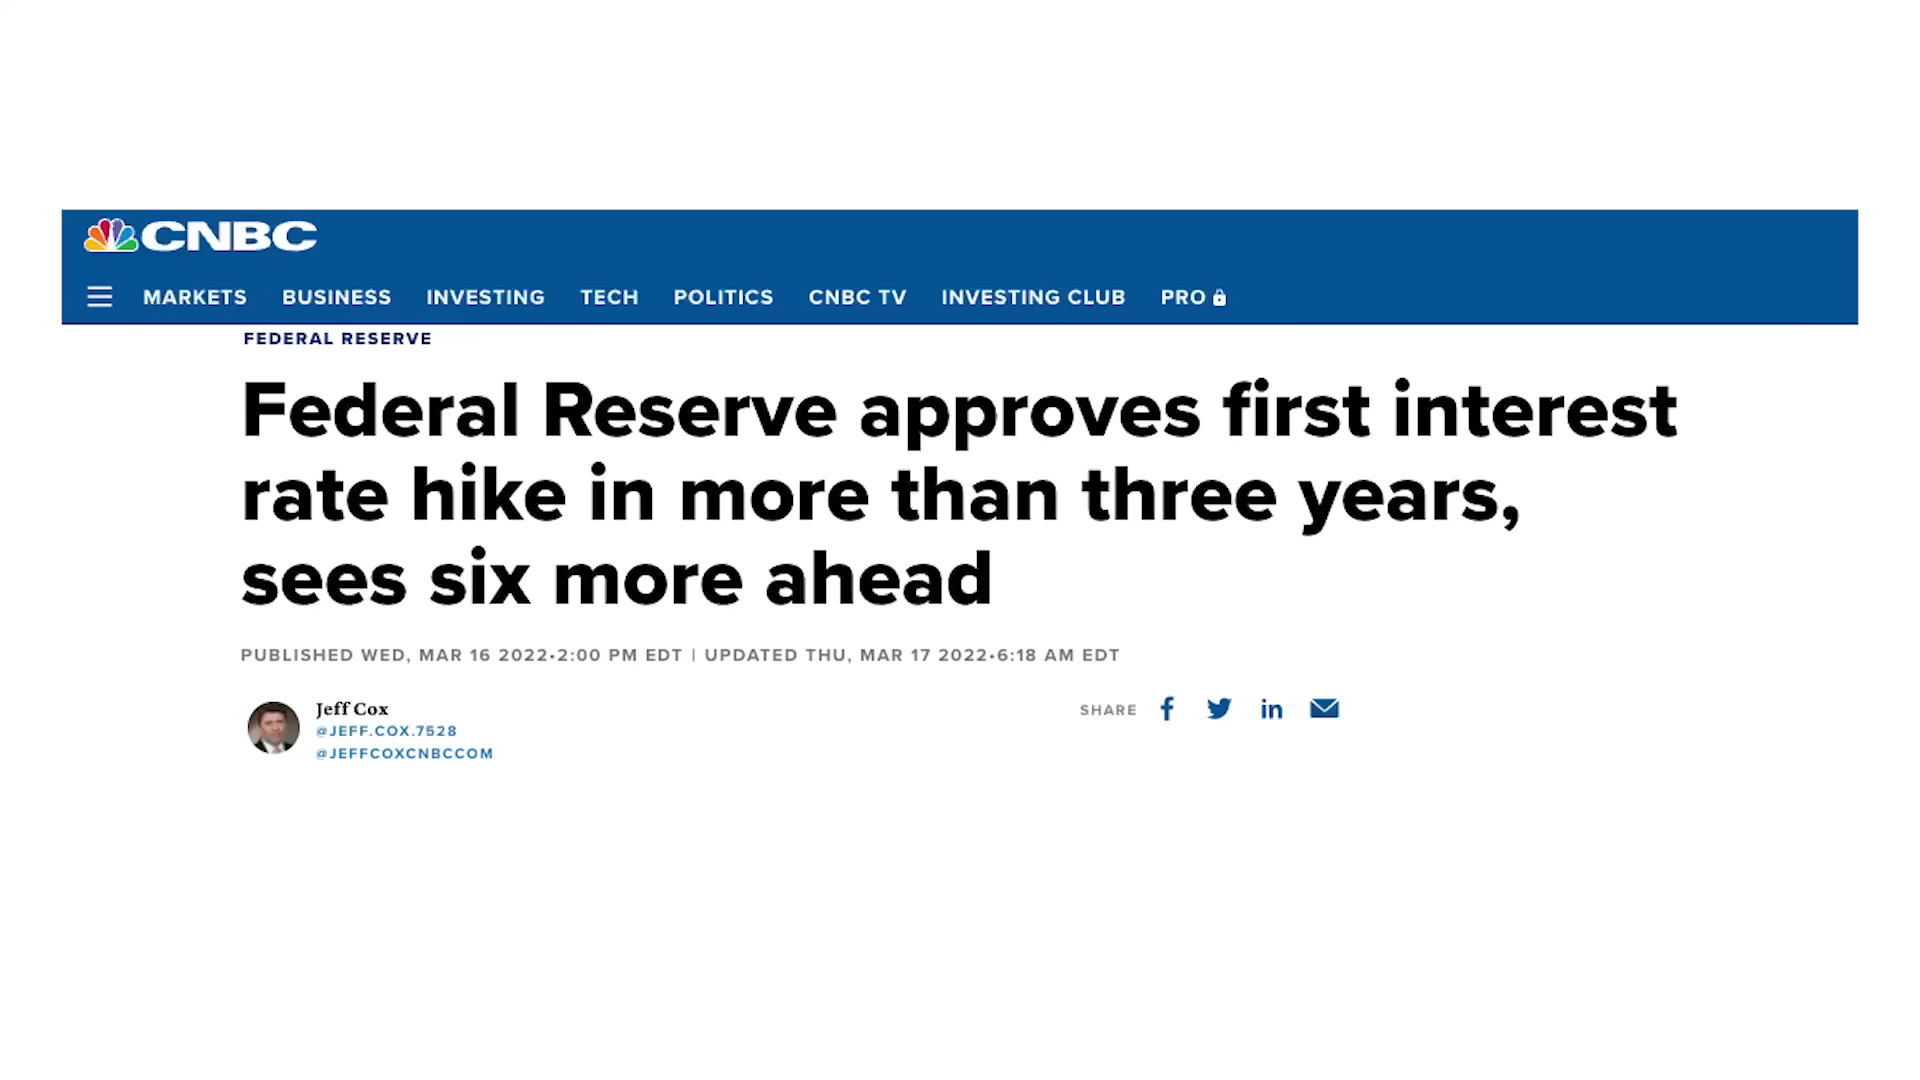 CNBC
MARKETS BUSINESS INVESTING TECH POLITICS CNBC TV INVESTING CLUB PRO
FEDERAL RESERVE
Federal Reserve approves first interest
rate hike in more than three years,
sees six more ahead
PUBLISHED WED, MAR 16 2022•2:00 PM EDT | UPDATED THU, MAR 17 2022•6:18 AM EDT
Jeff Cox
@JEFF.COX.7528
@JEFFCOXCNBCCOM
SHARE